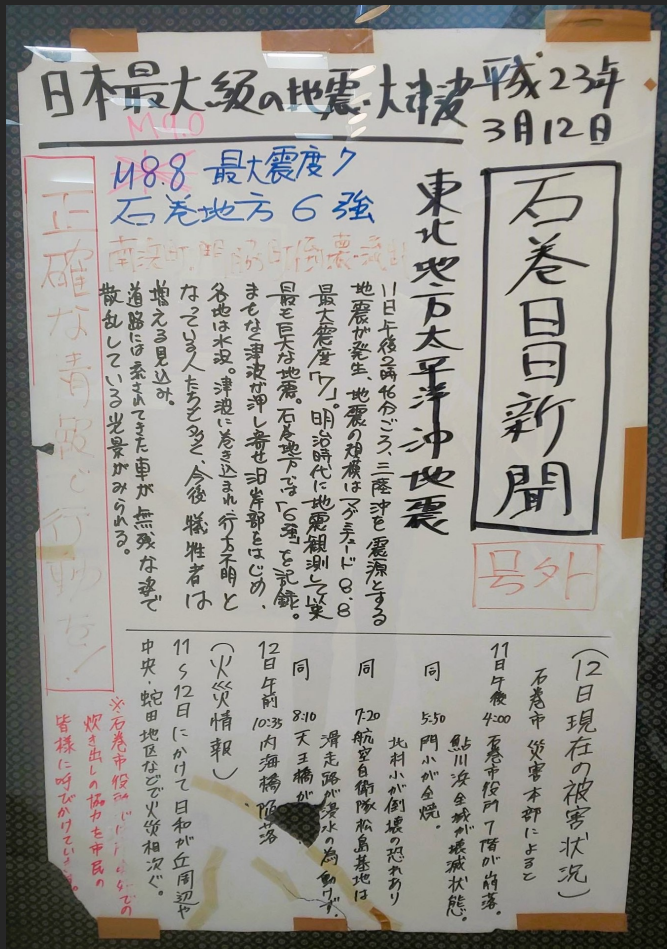 日本最大級の地震・大津波
平成23年
3月12日
石巻日日新聞
号外
東北地方太平洋沖地震
M9.0
M8.8 最大震度7
石巻地方 6強
南浜町、門脇町倒壊・流出
11日午後2時46分ごろ、三陸沖を震源とする
地震が発生、地震の規模はマグニチュード8.8
最大震度「7」。明治時代に地震観測して以来
最も巨大な地震。石巻地方では「6強」を記録。
まもなく津波が押し寄せ沿岸部をはじめ、
各地は水没。津波に巻き込まれ行方不明と
なっている人たちも多く、今後犠牲者は
増える見込み。
道路には流されてきた車が無残な姿で
散乱している光景がみられる。
正確な情報で行動を!
(12日現在の被害状況)
石巻市災害本部によると
11日午後4:00 石巻市役所7階が崩落。
鮎川浜全域が壊滅状態。
同 5:50 門小が全焼。
北村小が倒壊の恐れあり
同 7:20 航空自衛隊松島基地は
滑走路が浸水の為動けず。
同 8:10 天王橋が
12日午前10:35 内海橋陥落
(火災情報)
11〜12日にかけて日和が丘周辺や
中央・蛇田地区などで火災相次ぐ。
※石巻市役所での
炊き出しの協力を市民の
皆様に呼びかけています。